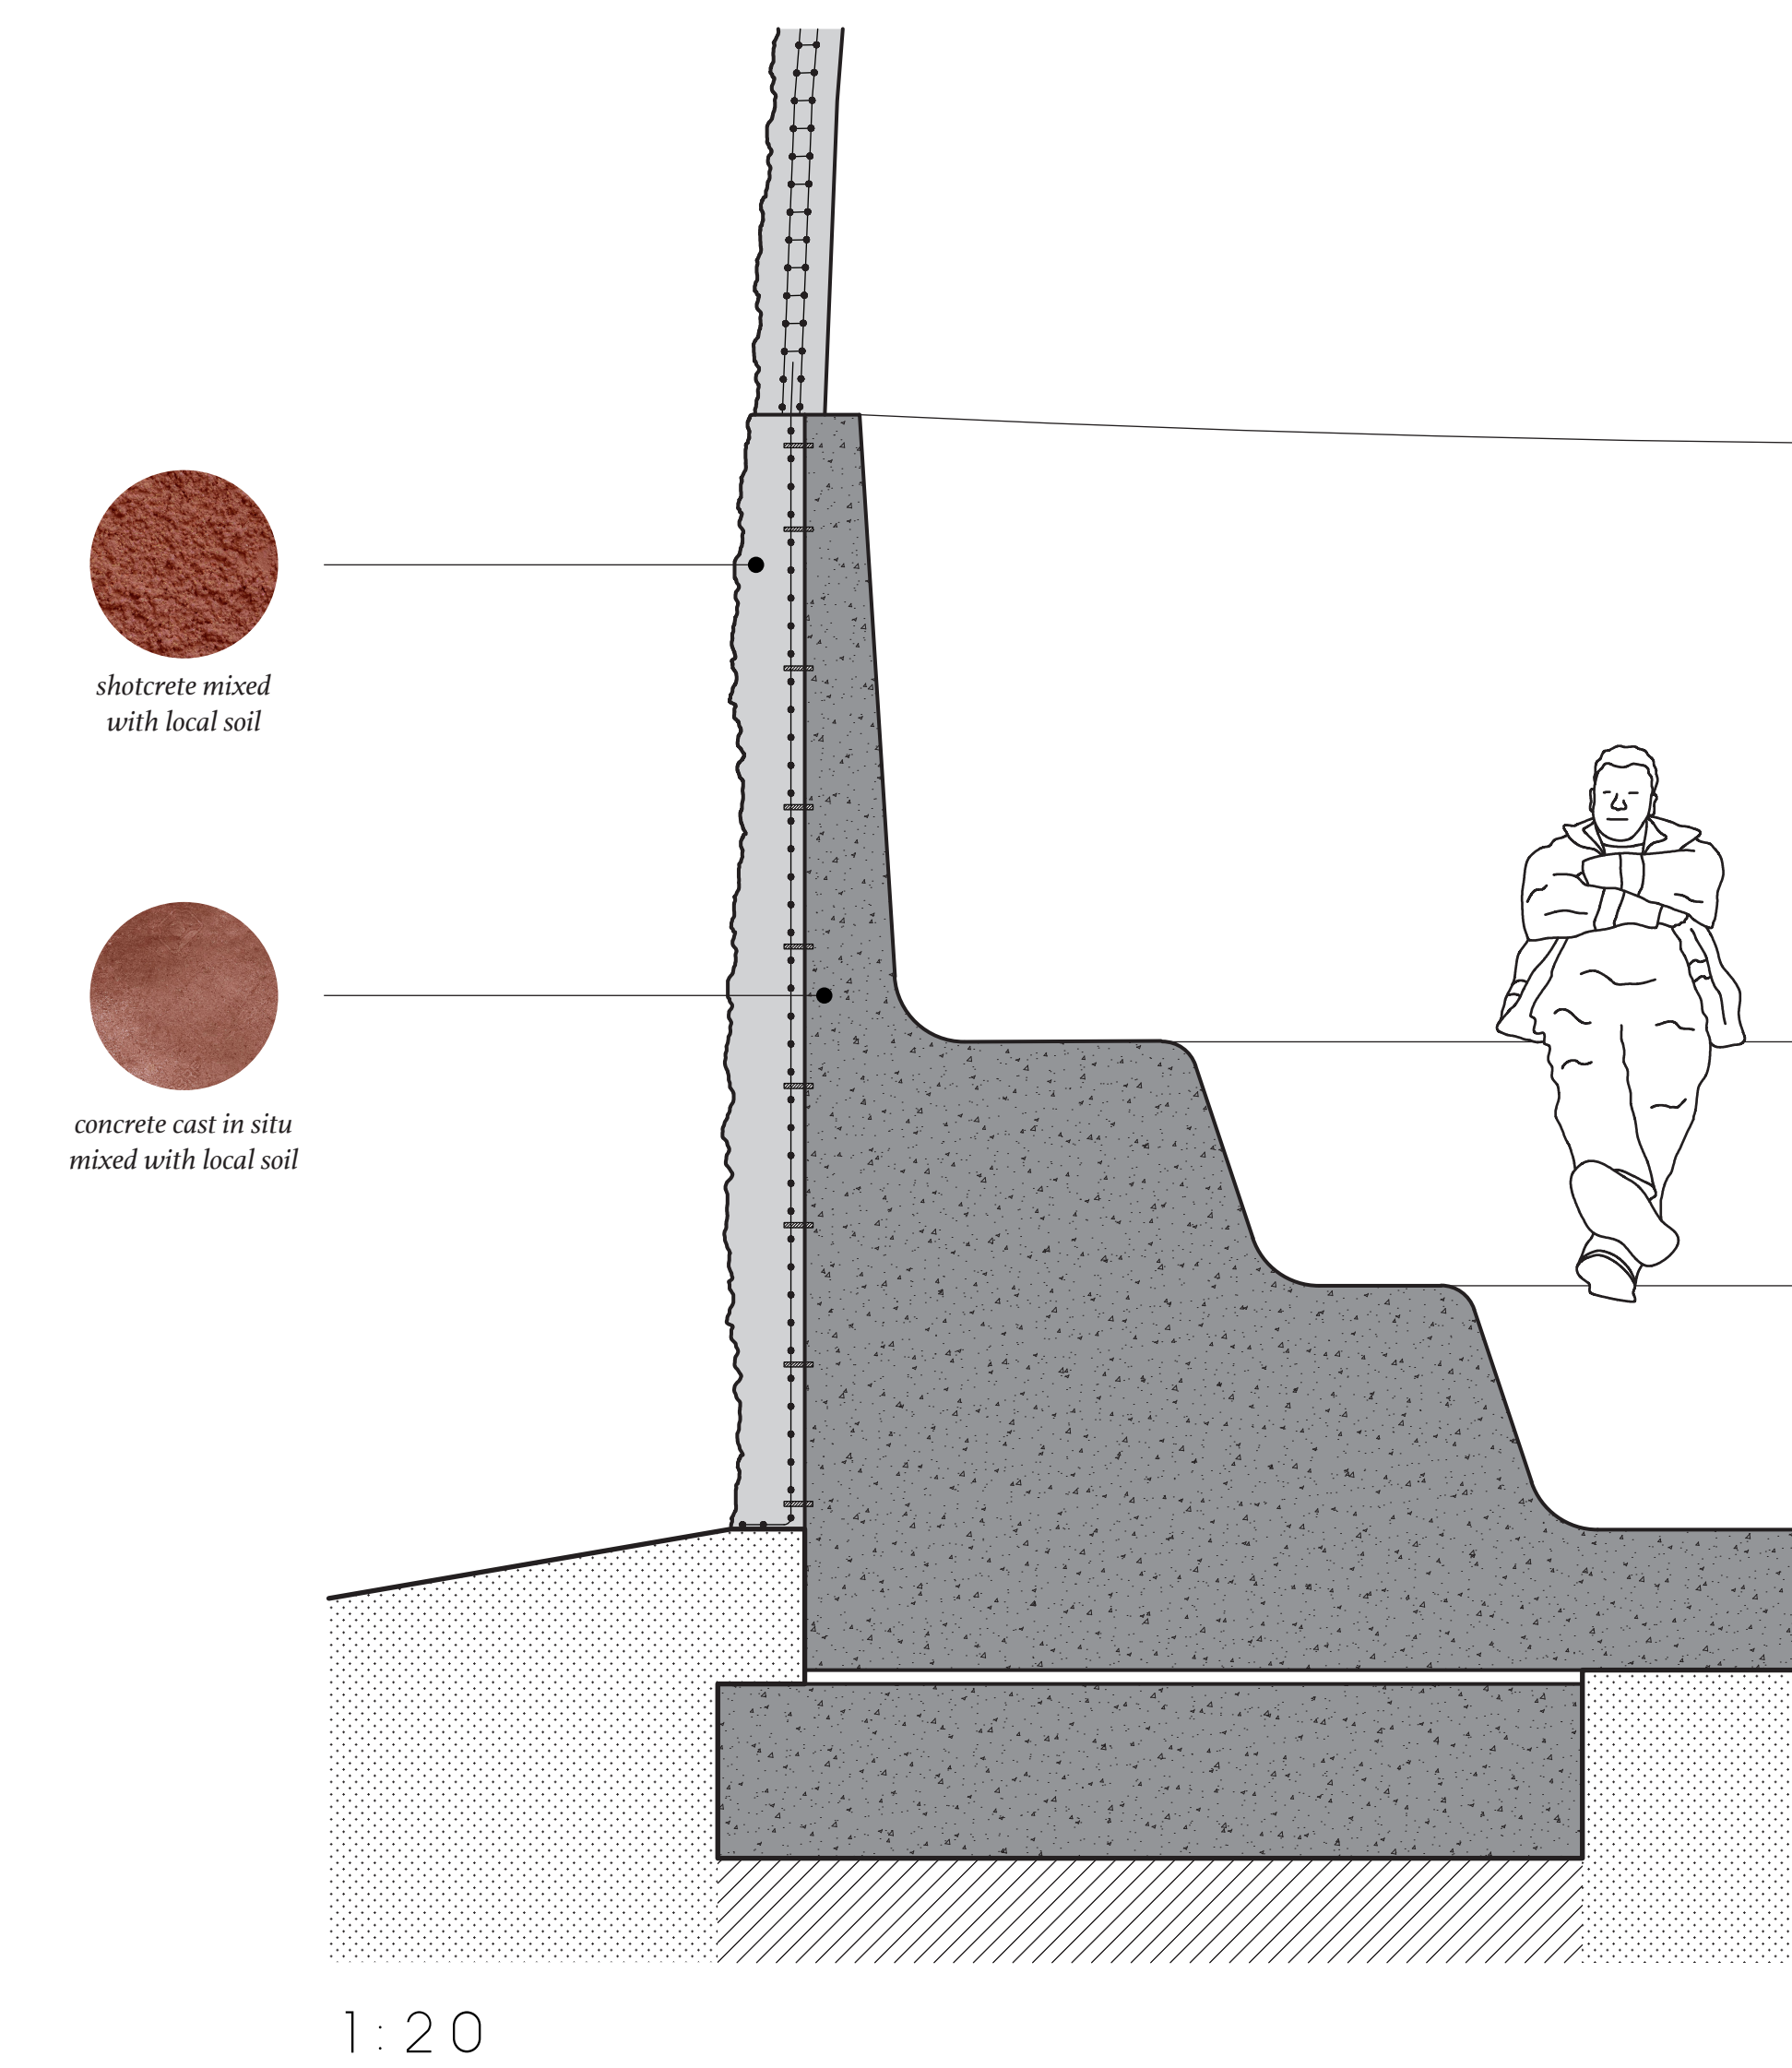 shotcrete mixed
with local soil
concrete cast in situ
mixed with local soil
1:20